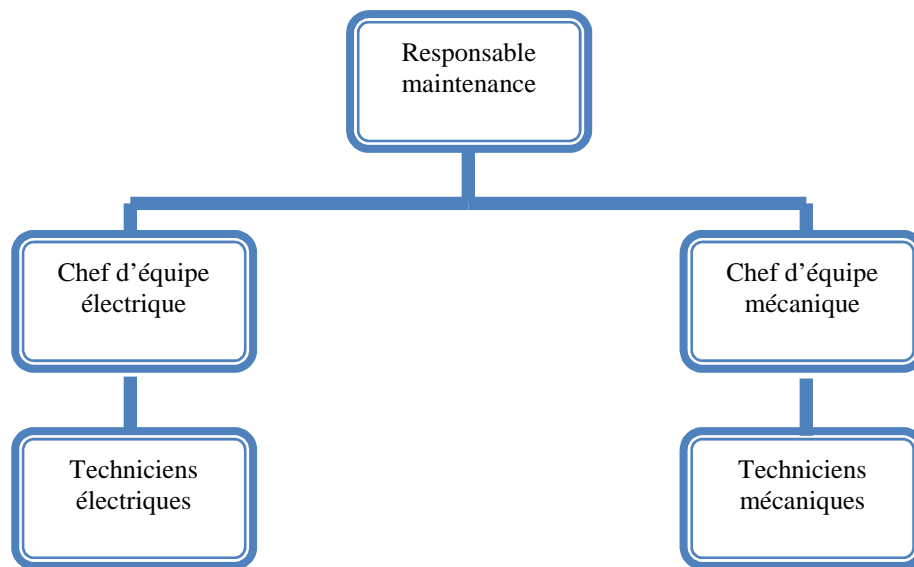 Responsable
maintenance
Chef d’équipe
électrique
Chef d’équipe
mécanique
Techniciens
électriques
Techniciens
mécaniques